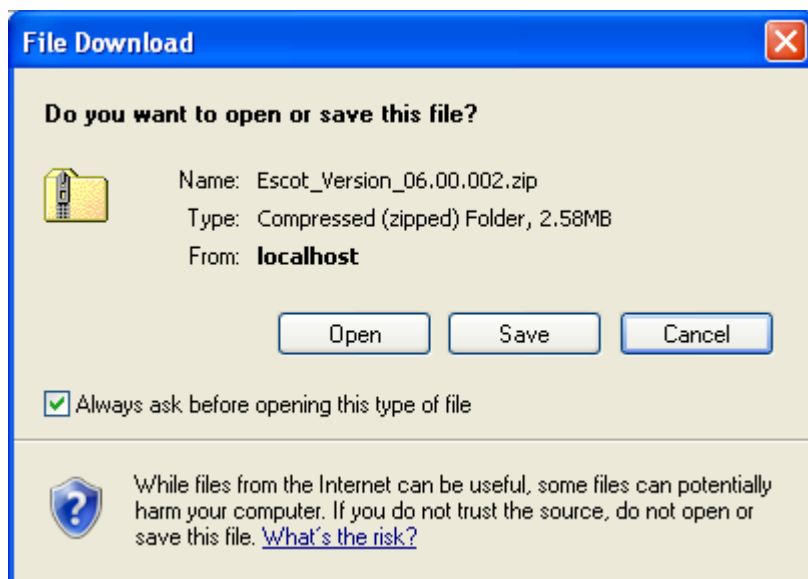 File Download
Do you want to open or save this file?
Name: Escot_Version_06.00.002.zip
Type: Compressed (zipped) Folder, 2.58MB
From: localhost
Open Save Cancel
Always ask before opening this type of file
While files from the Internet can be useful, some files can potentially
harm your computer. If you do not trust the source, do not open or
save this file. What's the risk?